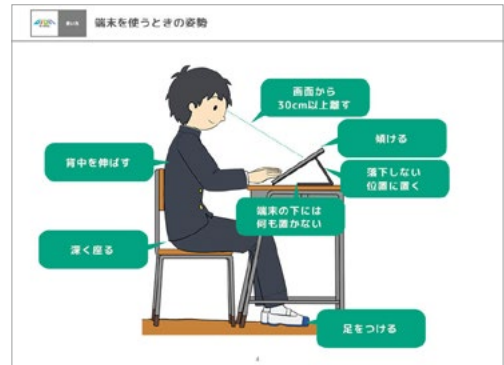 端末を使うときの姿勢
画面から
30cm以上離す
傾ける
背中を伸ばす
落下しない
位置に置く
端末の下には
何も置かない
深く座る
足をつける
4